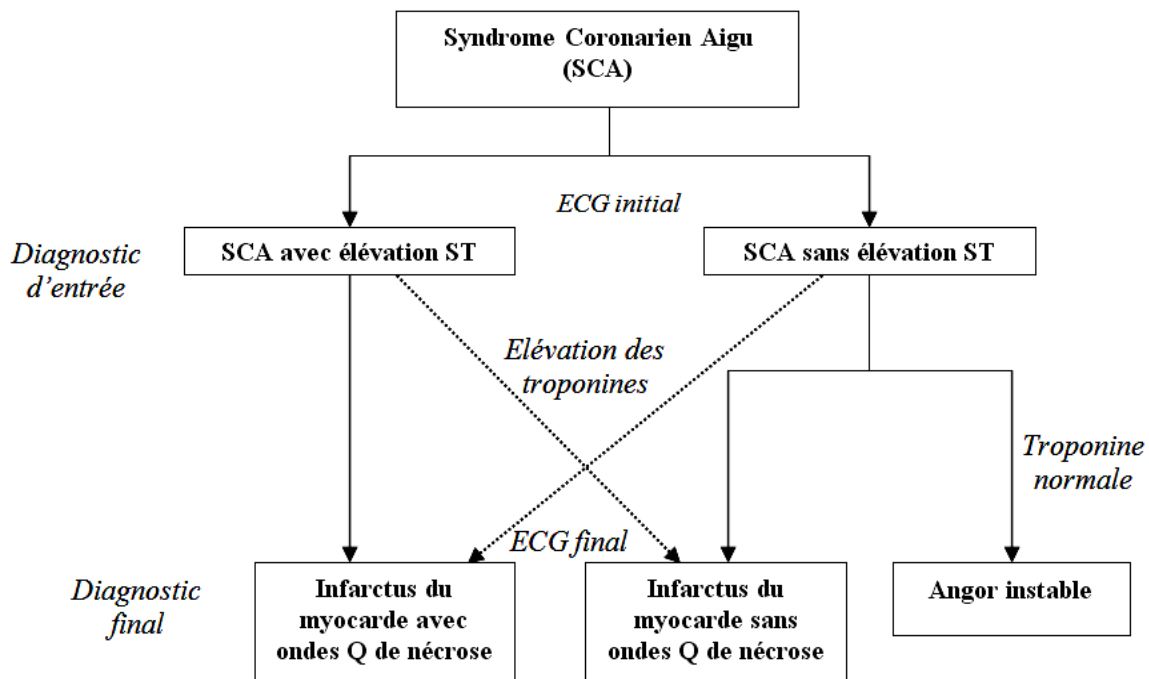 Syndrome Coronarien Aigu
(SCA)
ECG initial
Diagnostic
d’entrée
SCA avec élévation ST
SCA sans élévation ST
Elévation des
troponines
Troponine
normale
ECG final
Diagnostic
final
Infarctus du
myocarde avec
ondes Q de nécrose
Infarctus du
myocarde sans
ondes Q de nécrose
Angor instable